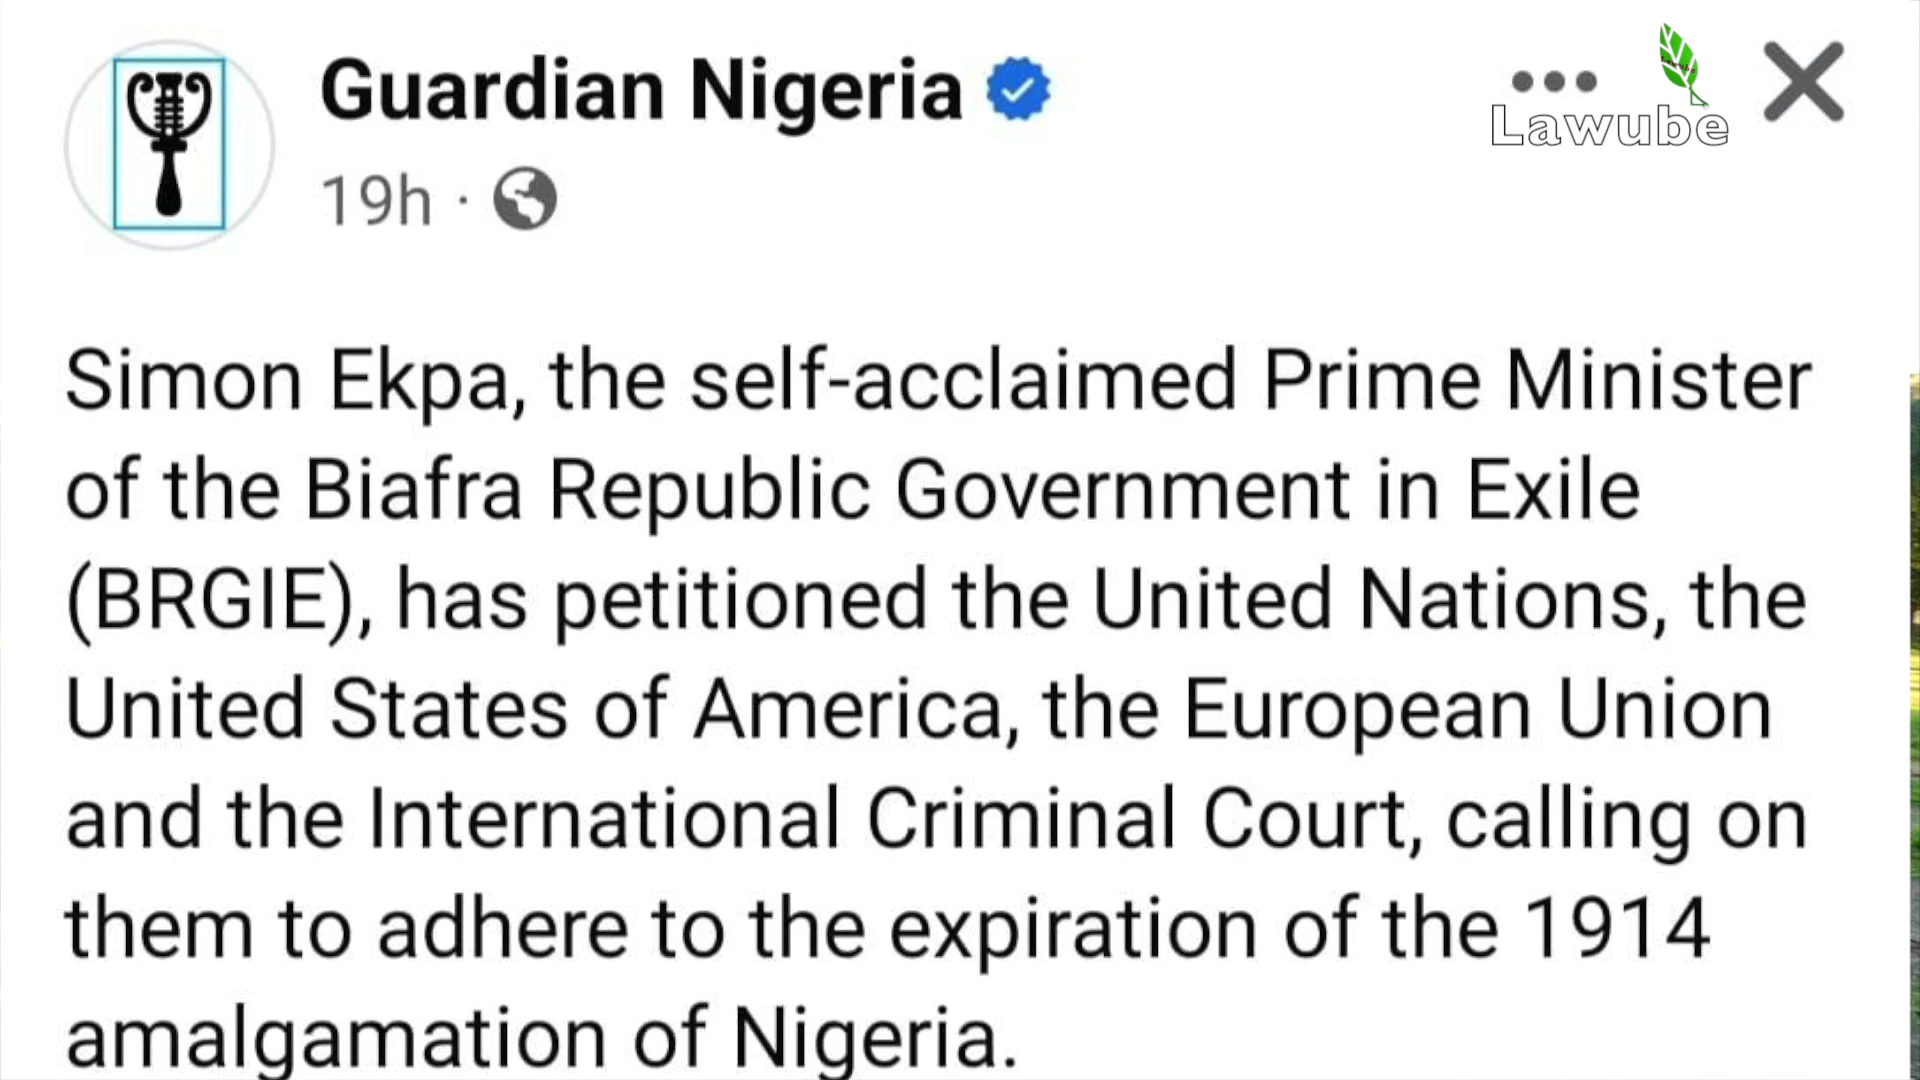 Guardian Nigeria
Lawube
19h ·
Simon Ekpa, the self-acclaimed Prime Minister
of the Biafra Republic Government in Exile
(BRGIE), has petitioned the United Nations, the
United States of America, the European Union
and the International Criminal Court, calling on
them to adhere to the expiration of the 1914
amalgamation of Nigeria.